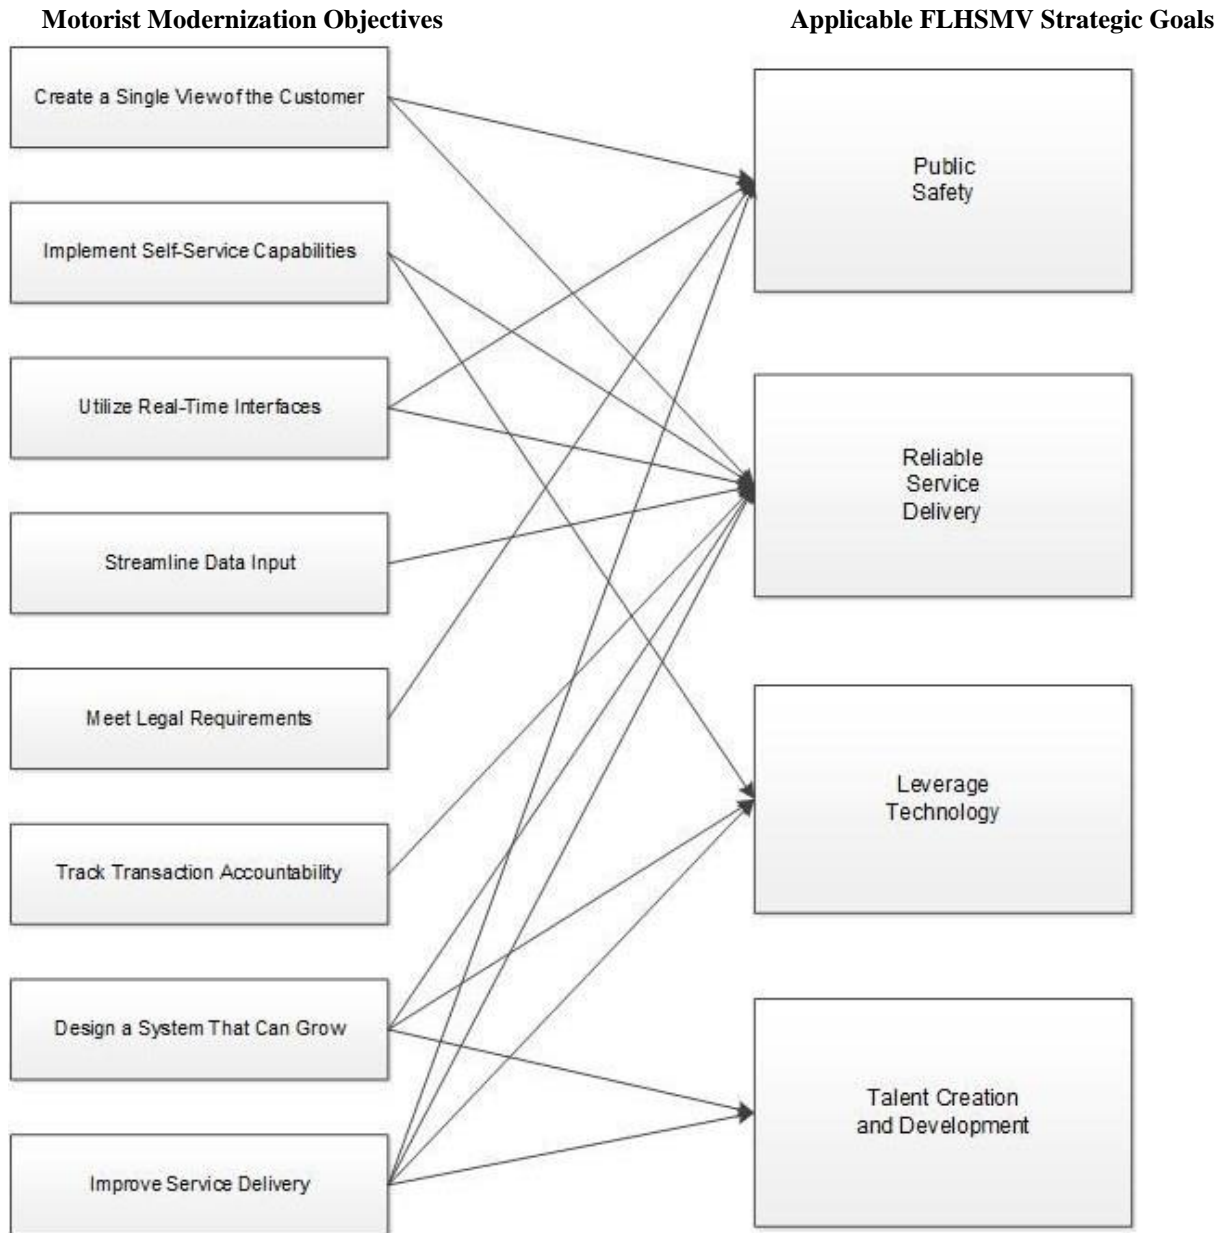 Motorist Modernization Objectives
Applicable FLHSMV Strategic Goals
Create a Single View of the Customer
Implement Self-Service Capabilities
Utilize Real-Time Interfaces
Streamline Data Input
Meet Legal Requirements
Track Transaction Accountability
Design a System That Can Grow
Improve Service Delivery
Public
Safety
Reliable
Service
Delivery
Leverage
Technology
Talent Creation
and Development